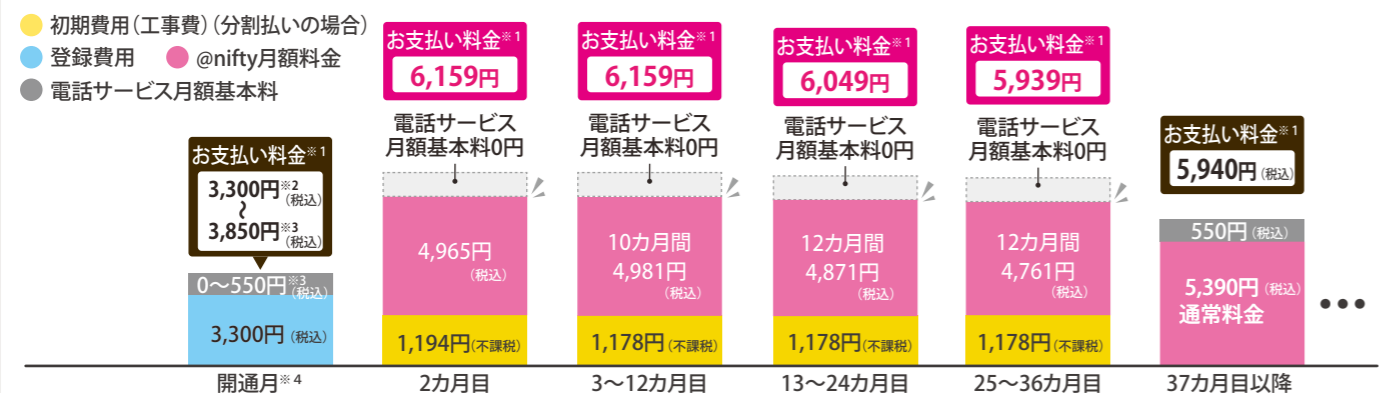 初期費用(工事費)(分割払いの場合)
登録費用
@nifty月額料金
電話サービス月額基本料
お支払い料金※1
3,300円※2
(税込)
〜
3,850円※3
(税込)
0〜550円※3
(税込)
3,300円(税込)
開通月※4
お支払い料金※1
6,159円
電話サービス
月額基本料0円
4,965円
(税込)
1,194円(不課税)
2カ月目
お支払い料金※1
6,159円
電話サービス
月額基本料0円
10カ月間
4,981円
(税込)
1,178円(不課税)
3〜12カ月目
お支払い料金※1
6,049円
電話サービス
月額基本料0円
12カ月間
4,871円
(税込)
1,178円(不課税)
13〜24カ月目
お支払い料金※1
5,939円
電話サービス
月額基本料0円
12カ月間
4,761円
(税込)
1,178円(不課税)
25〜36カ月目
お支払い料金※1
5,940円(税込)
550円(税込)
5,390円(税込)
通常料金
37カ月目以降